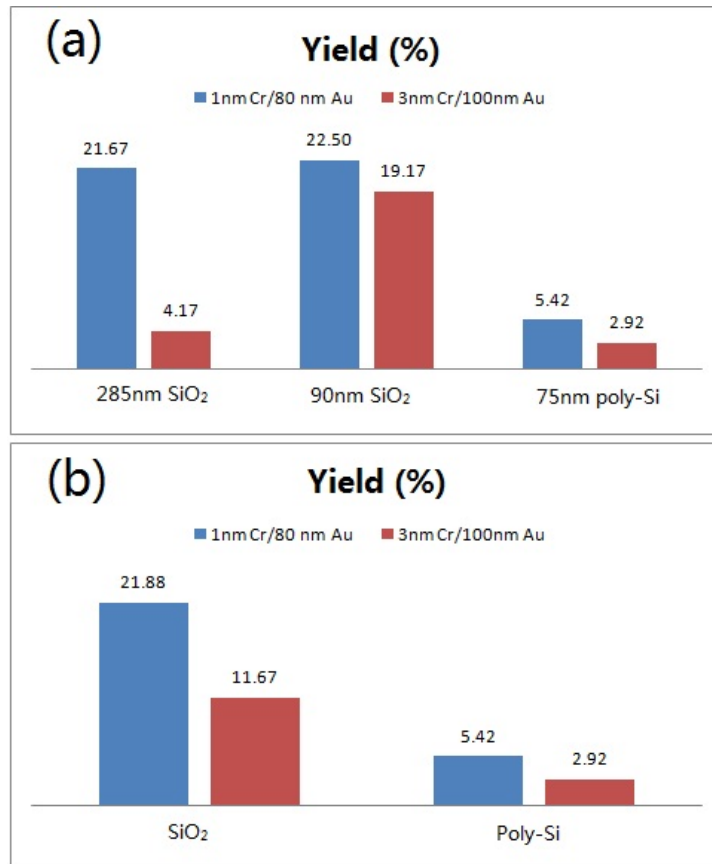 (a)
Yield (%)
1nm Cr/80 nm Au 3nm Cr/100nm Au
21.67 4.17 22.50 19.17 5.42 2.92
285nm SiO₂ 90nm SiO₂ 75nm poly-Si
(b)
Yield (%)
1nm Cr/80 nm Au 3nm Cr/100nm Au
21.88 11.67 5.42 2.92
SiO₂ Poly-Si